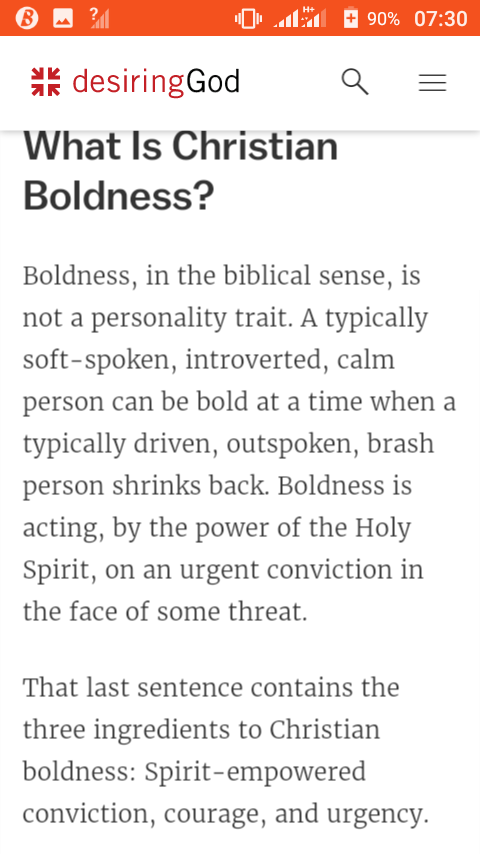 H+
90% 07:30
desiringGod
What Is Christian
Boldness?
Boldness, in the biblical sense, is
not a personality trait. A typically
soft-spoken, introverted, calm
person can be bold at a time when a
typically driven, outspoken, brash
person shrinks back. Boldness is
acting, by the power of the Holy
Spirit, on an urgent conviction in
the face of some threat.
That last sentence contains the
three ingredients to Christian
boldness: Spirit-empowered
conviction, courage, and urgency.